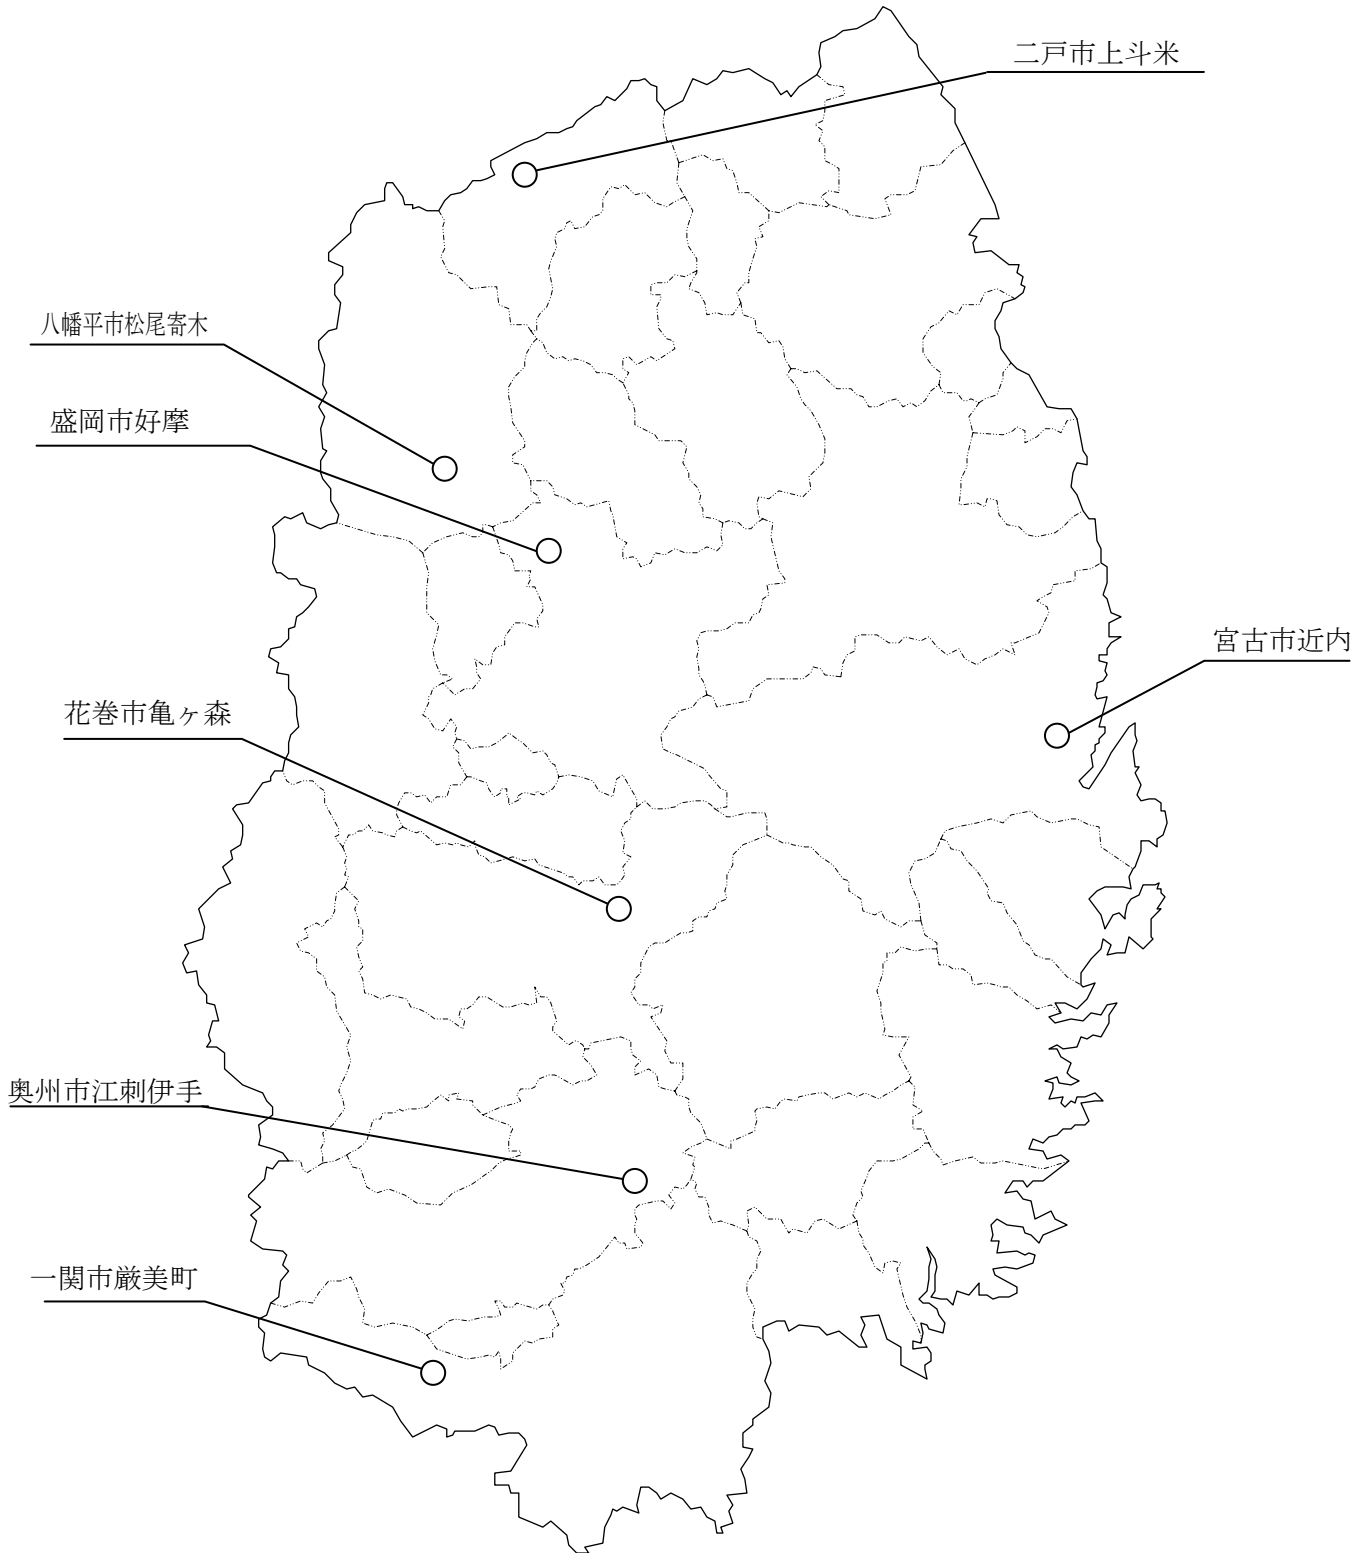 二戸市上斗米
八幡平市松尾寄木
盛岡市好摩
宮古市近内
花巻市亀ヶ森
奥州市江刺伊手
一関市厳美町